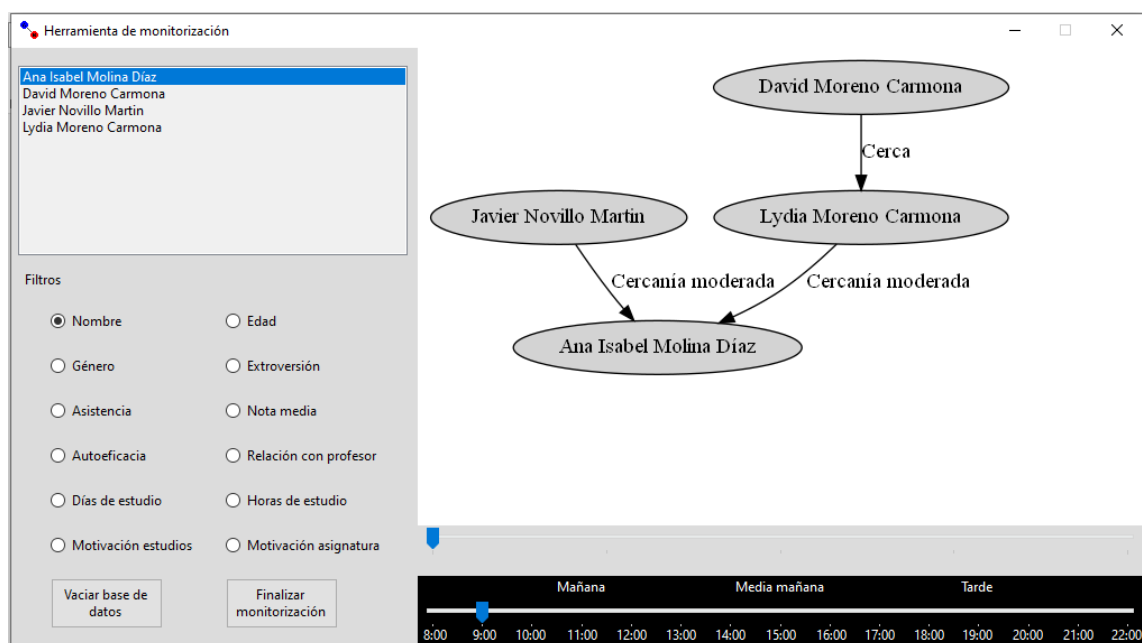 Herramienta de monitorización
Ana Isabel Molina Díaz
David Moreno Carmona
Javier Novillo Martin
Lydia Moreno Carmona
Filtros
Nombre
Edad
Género
Extroversión
Asistencia
Nota media
Autoeficacia
Relación con profesor
Días de estudio
Horas de estudio
Motivación estudios
Motivación asignatura
Vaciar base de
datos
Finalizar
monitorización
David Moreno Carmona
Cerca
Javier Novillo Martin
Lydia Moreno Carmona
Cercanía moderada
Cercanía moderada
Ana Isabel Molina Díaz
Mañana
Media mañana
Tarde
8:00 9:00 10:00 11:00 12:00 13:00 14:00 15:00 16:00 17:00 18:00 19:00 20:00 21:00 22:00